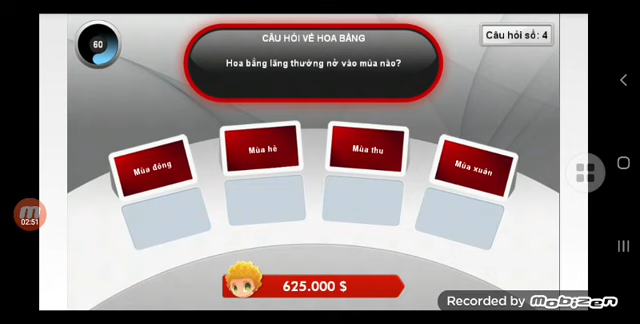 60
CÂU HỎI VỀ HOA BẰNG
Hoa bằng lăng thường nở vào mùa nào?
Câu hỏi số: 4
Mùa đông
Mùa hè
Mùa thu
Mùa xuân
02:51
625.000 $
Recorded by Mobizen